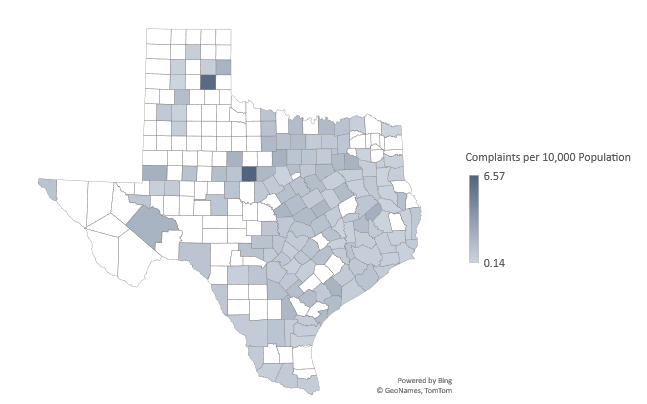 Complaints per 10,000 Population
6.57
0.14
Powered by Bing
© GeoNames, TomTom